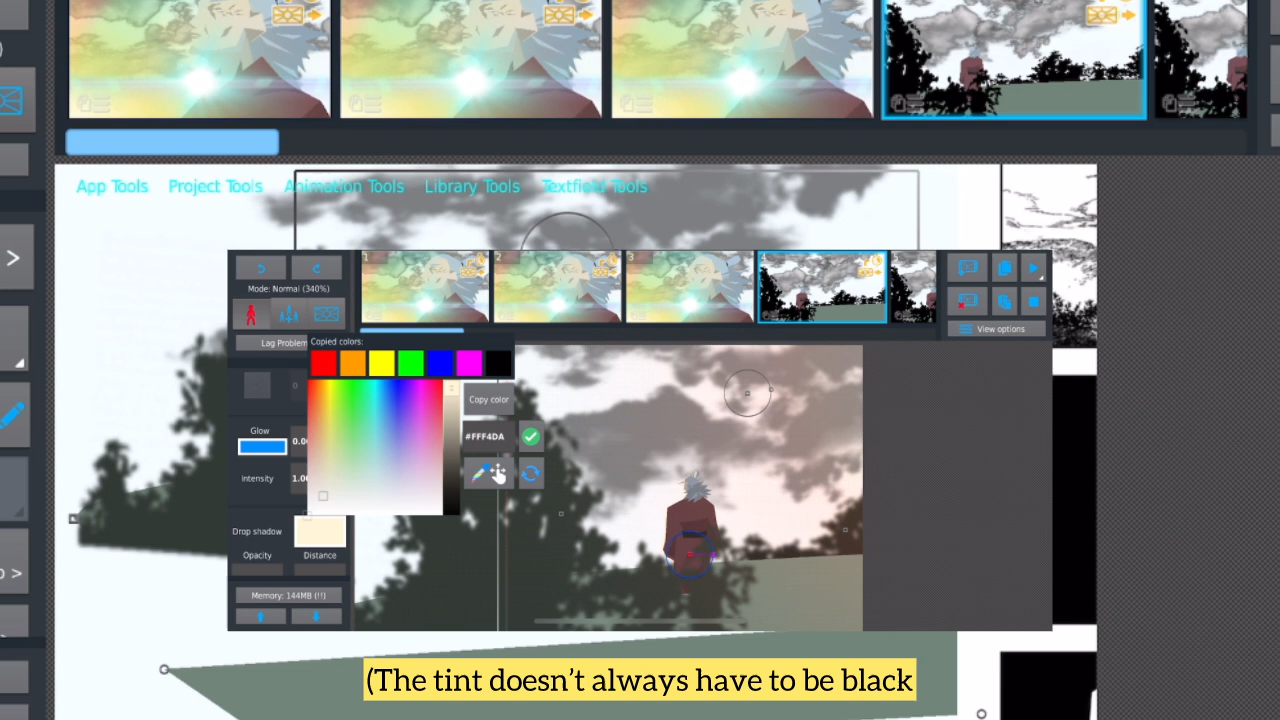 App Tools Project Tools Animation Tools Library Tools Textfield Tools
Mode: Normal (340%)
1 2 3 4 5
View options
Lag Problem
Copied colors:
Copy color
Glow
#FFF4DA
Intensity
Drop shadow
Opacity Distance
Memory: 144MB (!!)
(The tint doesn’t always have to be black